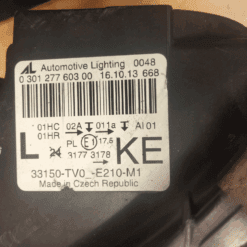 AL Automotive Lighting 0048
0 301 277 603 00 16.10.13 668
01HC 02A 011a AI 01
01HR
PL E1 17,5
L 3177 3178 KE
33150-TV0_-E210-M1
Made in Czech Republic